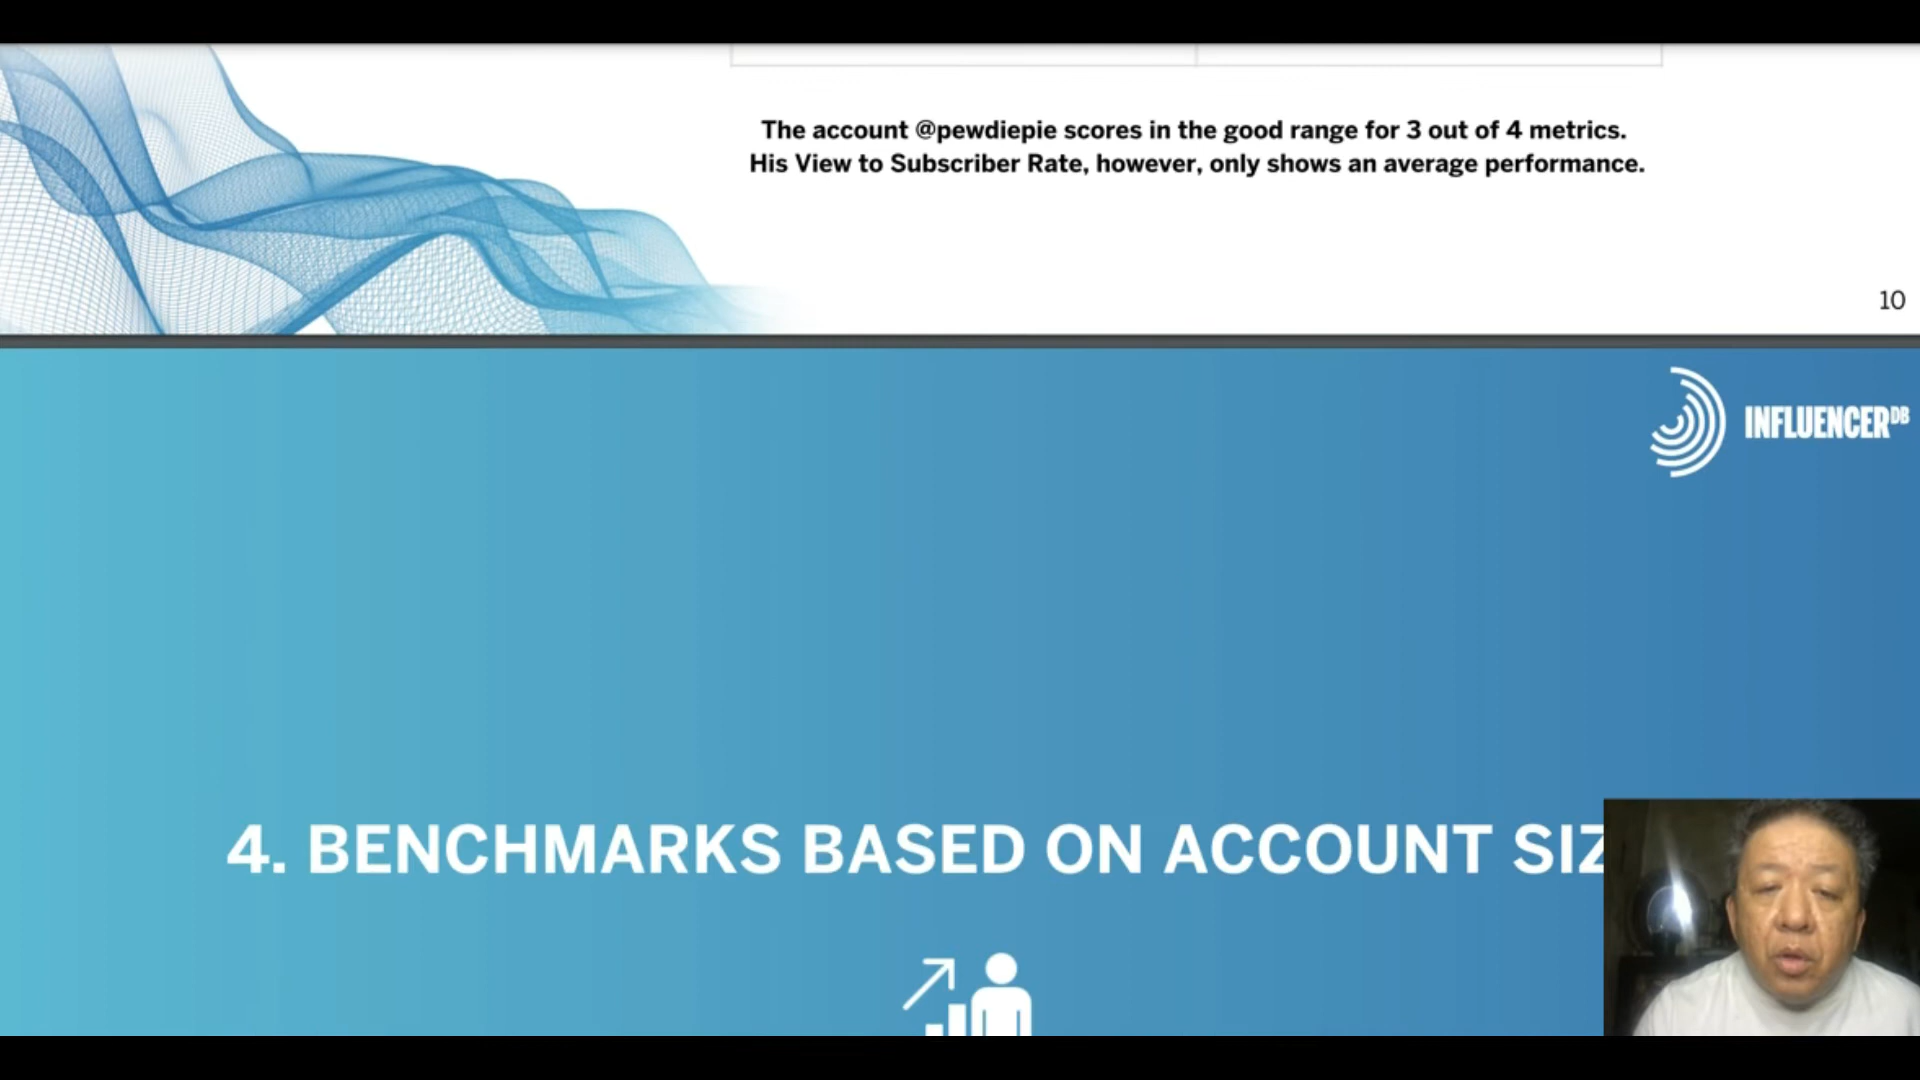 The account @pewdiepie scores in the good range for 3 out of 4 metrics.
His View to Subscriber Rate, however, only shows an average performance.
10
INFLUENCERDB
4. BENCHMARKS BASED ON ACCOUNT